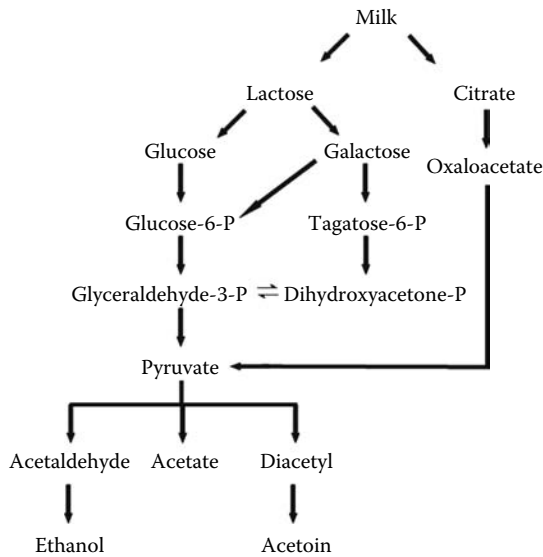 Milk
Lactose Citrate
Glucose Galactose
Oxaloacetate
Glucose-6-P Tagatose-6-P
Glyceraldehyde-3-P ⇌ Dihydroxyacetone-P
Pyruvate
Acetaldehyde Acetate Diacetyl
Ethanol Acetoin